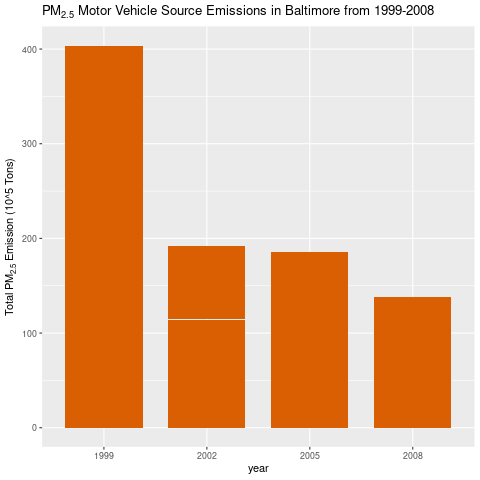 PM2.5 Motor Vehicle Source Emissions in Baltimore from 1999-2008
Total PM2.5 Emission (10^5 Tons)
400
300
200
100
0
1999 2002 2005 2008
year